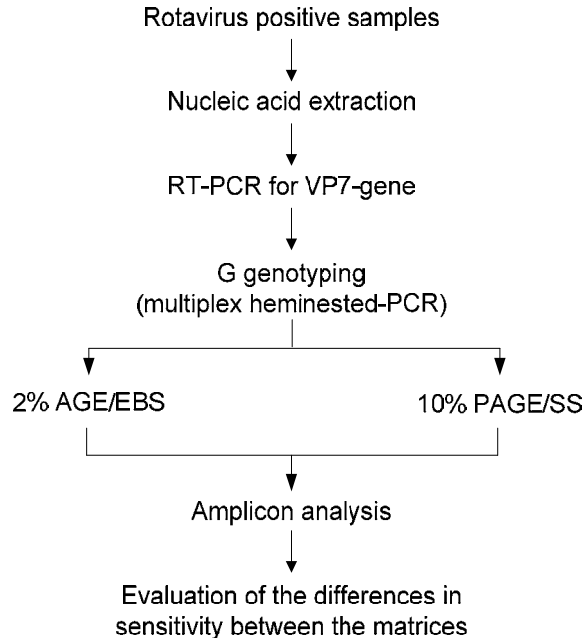 Rotavirus positive samples
Nucleic acid extraction
RT-PCR for VP7-gene
G genotyping
(multiplex heminested-PCR)
2% AGE/EBS
10% PAGE/SS
Amplicon analysis
Evaluation of the differences in
sensitivity between the matrices